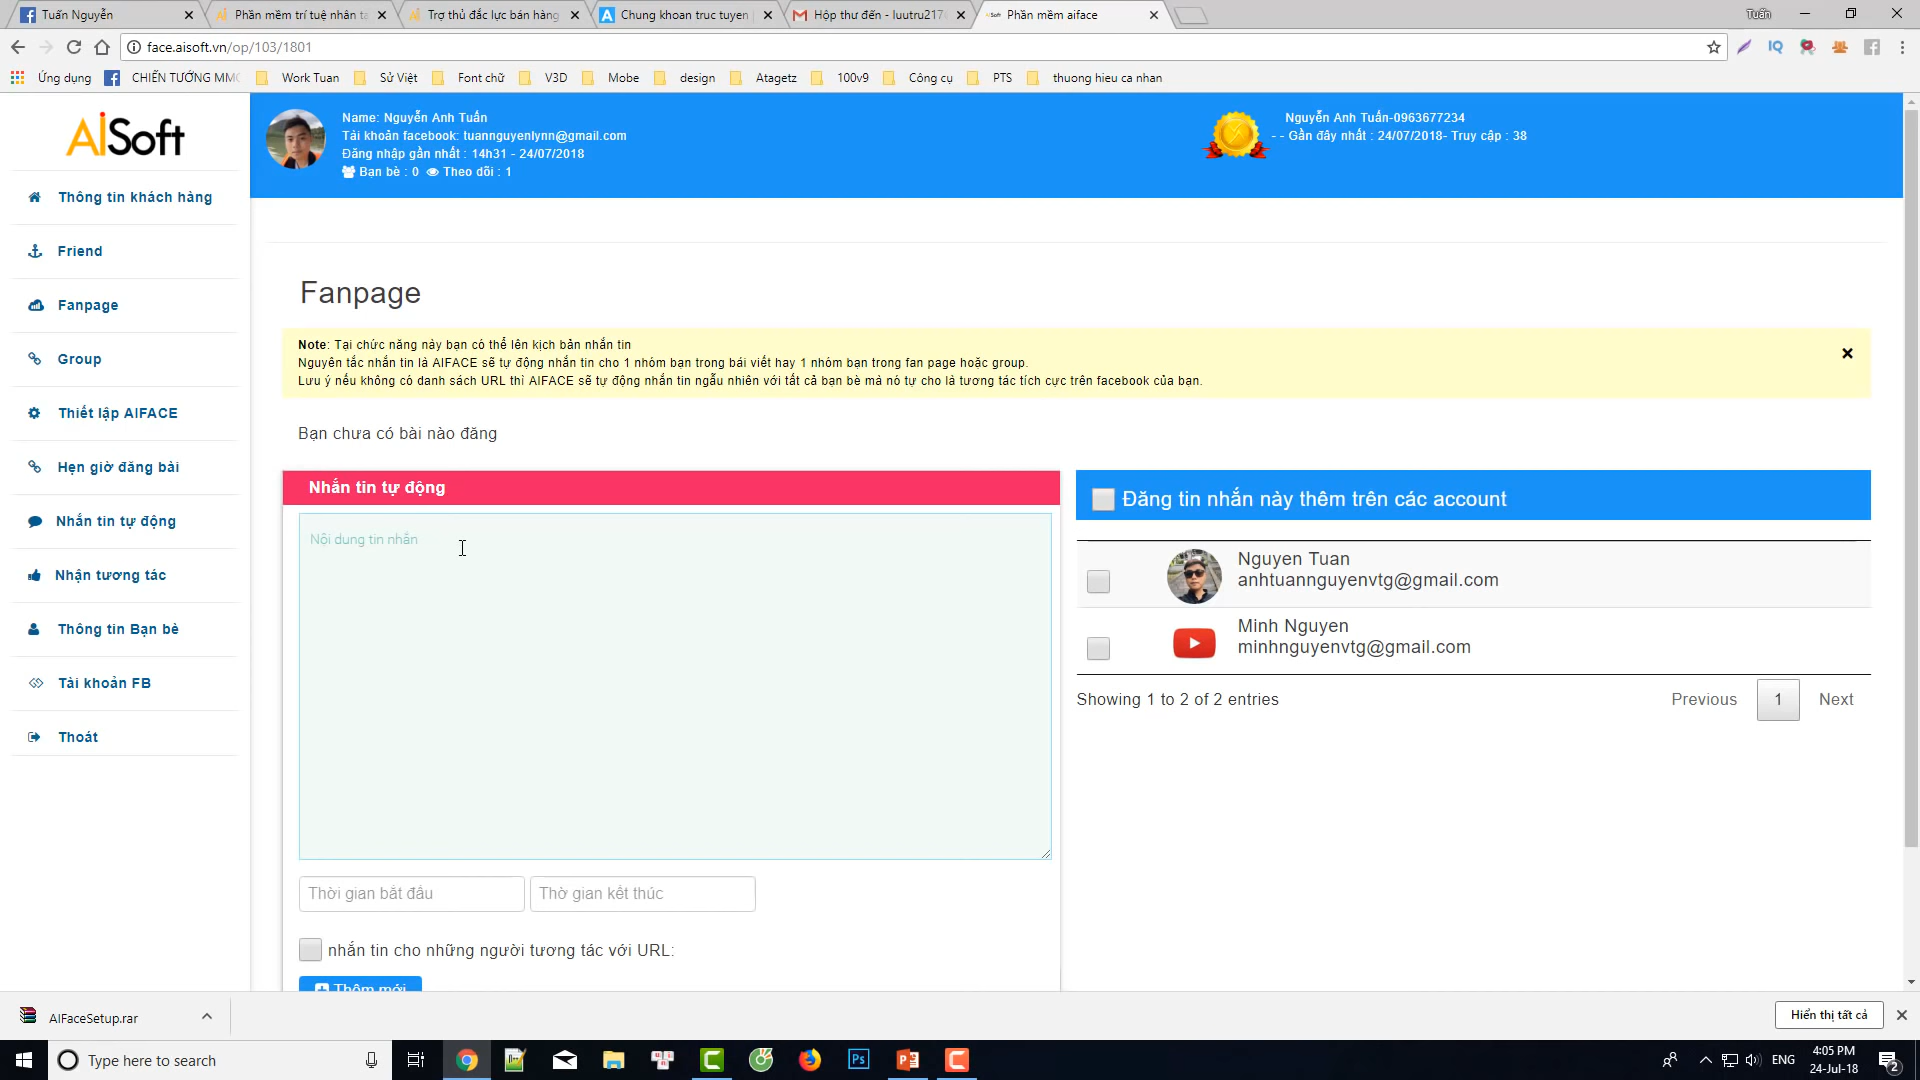 Tuấn Nguyễn
Phần mềm trí tuệ nhân tạ
Trợ thủ đắc lực bán hàng
Chung khoan truc tuyen
Hộp thư đến - luutru217
Phần mềm aiface
Tuấn
face.aisoft.vn/op/103/1801
Ứng dụng
CHIẾN TƯỚNG MMO
Work Tuan
Sử Việt
Font chữ
V3D
Mobe
design
Atagetz
100v9
Công cụ
PTS
thuong hieu ca nhan
AiSoft
Thông tin khách hàng
Friend
Fanpage
Group
Thiết lập AIFACE
Hẹn giờ đăng bài
Nhắn tin tự động
Nhận tương tác
Thông tin Bạn bè
Tài khoản FB
Thoát
Name: Nguyễn Anh Tuấn
Tài khoản facebook: tuannguyenlynn@gmail.com
Đăng nhập gần nhất : 14h31 - 24/07/2018
Bạn bè : 0 Theo dõi : 1
Nguyễn Anh Tuấn-0963677234
- - Gần đây nhất : 24/07/2018- Truy cập : 38
Fanpage
Note: Tại chức năng này bạn có thể lên kịch bản nhắn tin
Nguyên tắc nhắn tin là AIFACE sẽ tự động nhắn tin cho 1 nhóm bạn trong bài viết hay 1 nhóm bạn trong fan page hoặc group.
Lưu ý nếu không có danh sách URL thì AIFACE sẽ tự động nhắn tin ngẫu nhiên với tất cả bạn bè mà nó tự cho là tương tác tích cực trên facebook của bạn.
Bạn chưa có bài nào đăng
Nhắn tin tự động
Nội dung tin nhắn
Thời gian bắt đầu
Thờ gian kết thúc
nhắn tin cho những người tương tác với URL:
Thêm mới
Đăng tin nhắn này thêm trên các account
Nguyen Tuan
anhtuannguyenvtg@gmail.com
Minh Nguyen
minhnguyenvtg@gmail.com
Showing 1 to 2 of 2 entries
Previous
1
Next
AIFaceSetup.rar
Hiển thị tất cả
Type here to search
ENG
4:05 PM
24-Jul-18
2